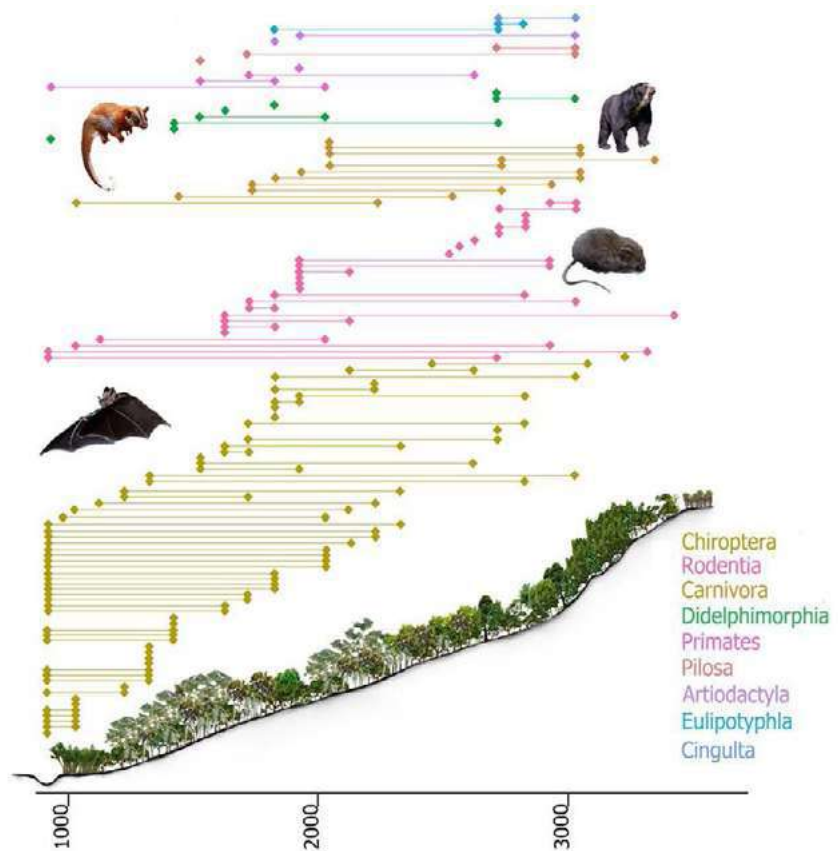 Chiroptera
Rodentia
Carnivora
Didelphimorphia
Primates
Pilosa
Artiodactyla
Eulipotyphla
Cingulta
1000
2000
3000